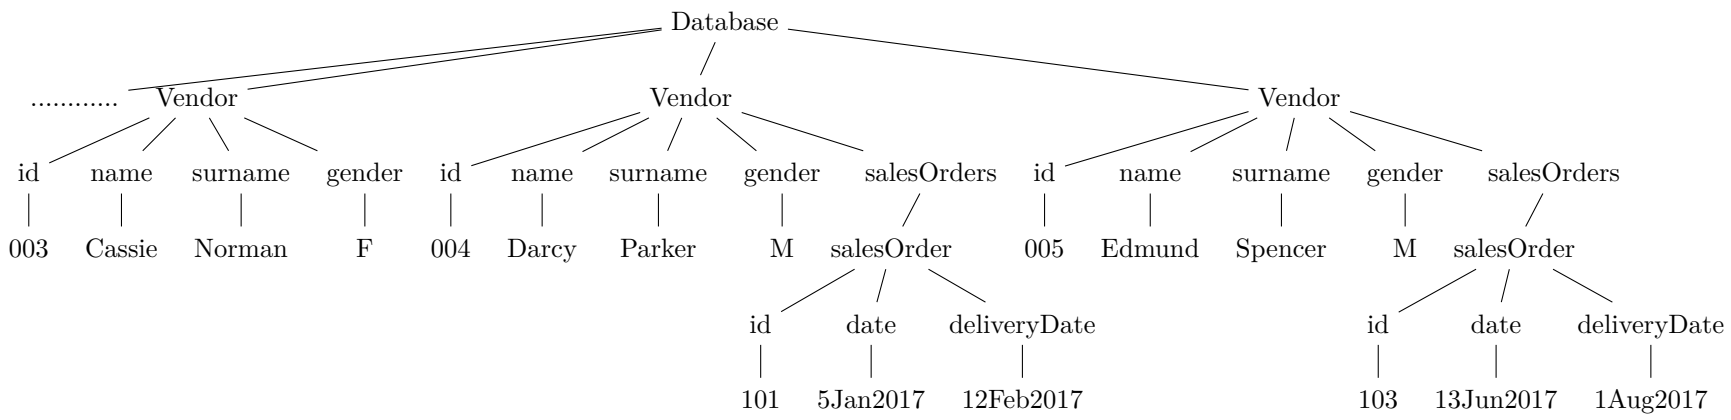 Database
............ Vendor Vendor Vendor
id name surname gender id name surname gender salesOrders id name surname gender salesOrders
003 Cassie Norman F 004 Darcy Parker M salesOrder 005 Edmund Spencer M salesOrder
id date deliveryDate id date deliveryDate
101 5Jan2017 12Feb2017 103 13Jun2017 1Aug2017